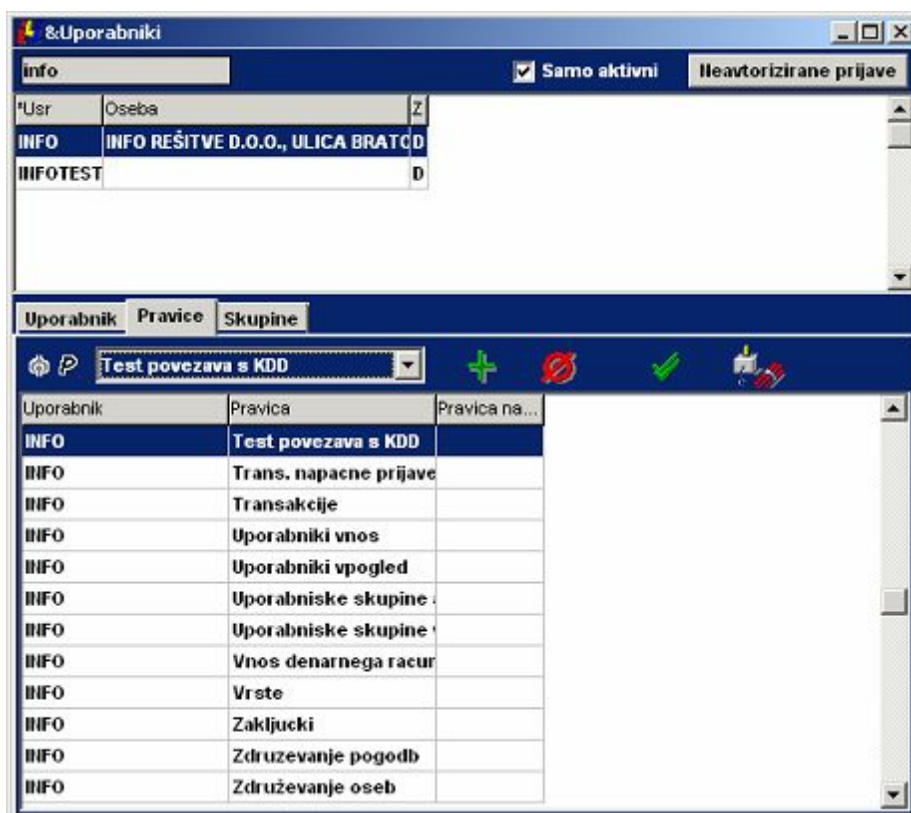 &Uporabniki
info Samo aktivni Neavtorizirane prijave
*Usr Oseba Z
INFO INFO REŠITVE D.O.O., ULICA BRATO D
INFOTEST D
Uporabnik Pravice Skupine
P Test povezava s KDD
Uporabnik Pravica Pravica na...
INFO Test povezava s KDD
INFO Trans. napacne prijave
INFO Transakcije
INFO Uporabniki vnos
INFO Uporabniki vpogled
INFO Uporabniske skupine
INFO Uporabniske skupine
INFO Vnos denarnega racur
INFO Vrste
INFO Zakljucki
INFO Zdruzevanje pogodb
INFO Združevanje oseb